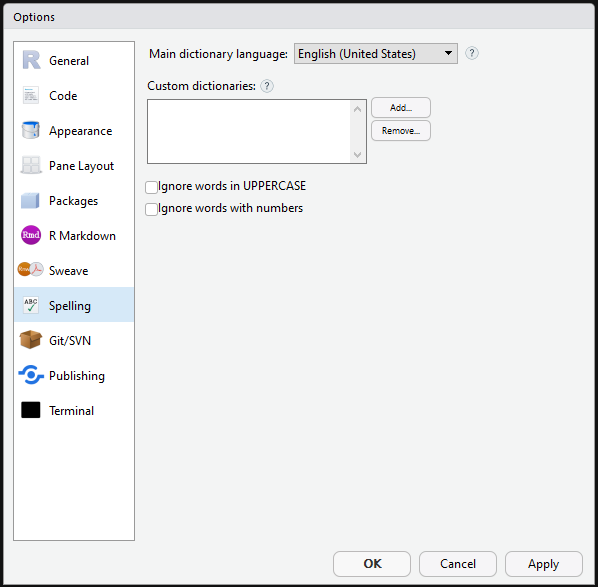 Options
General
Code
Appearance
Pane Layout
Packages
Rmd R Markdown
Sweave
ABC Spelling
Git/SVN
Publishing
Terminal
Main dictionary language: English (United States) ?
Custom dictionaries: ?
Add...
Remove...
Ignore words in UPPERCASE
Ignore words with numbers
OK Cancel Apply